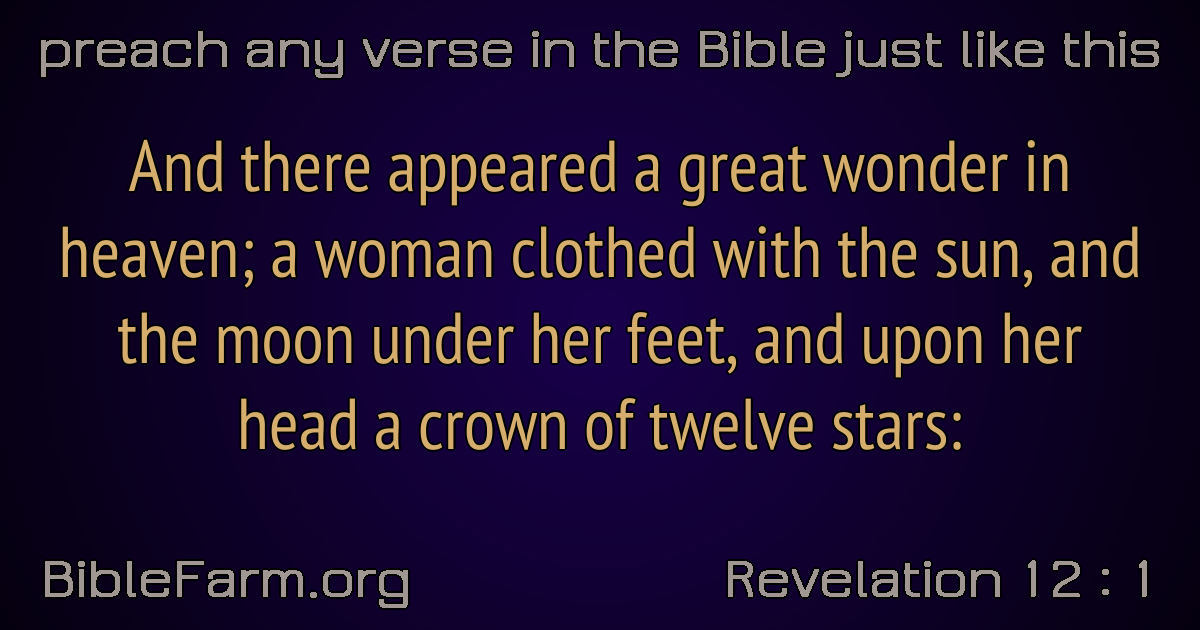 preach any verse in the Bible just like this
And there appeared a great wonder in
heaven; a woman clothed with the sun, and
the moon under her feet, and upon her
head a crown of twelve stars:
BibleFarm.org
Revelation 12 : 1